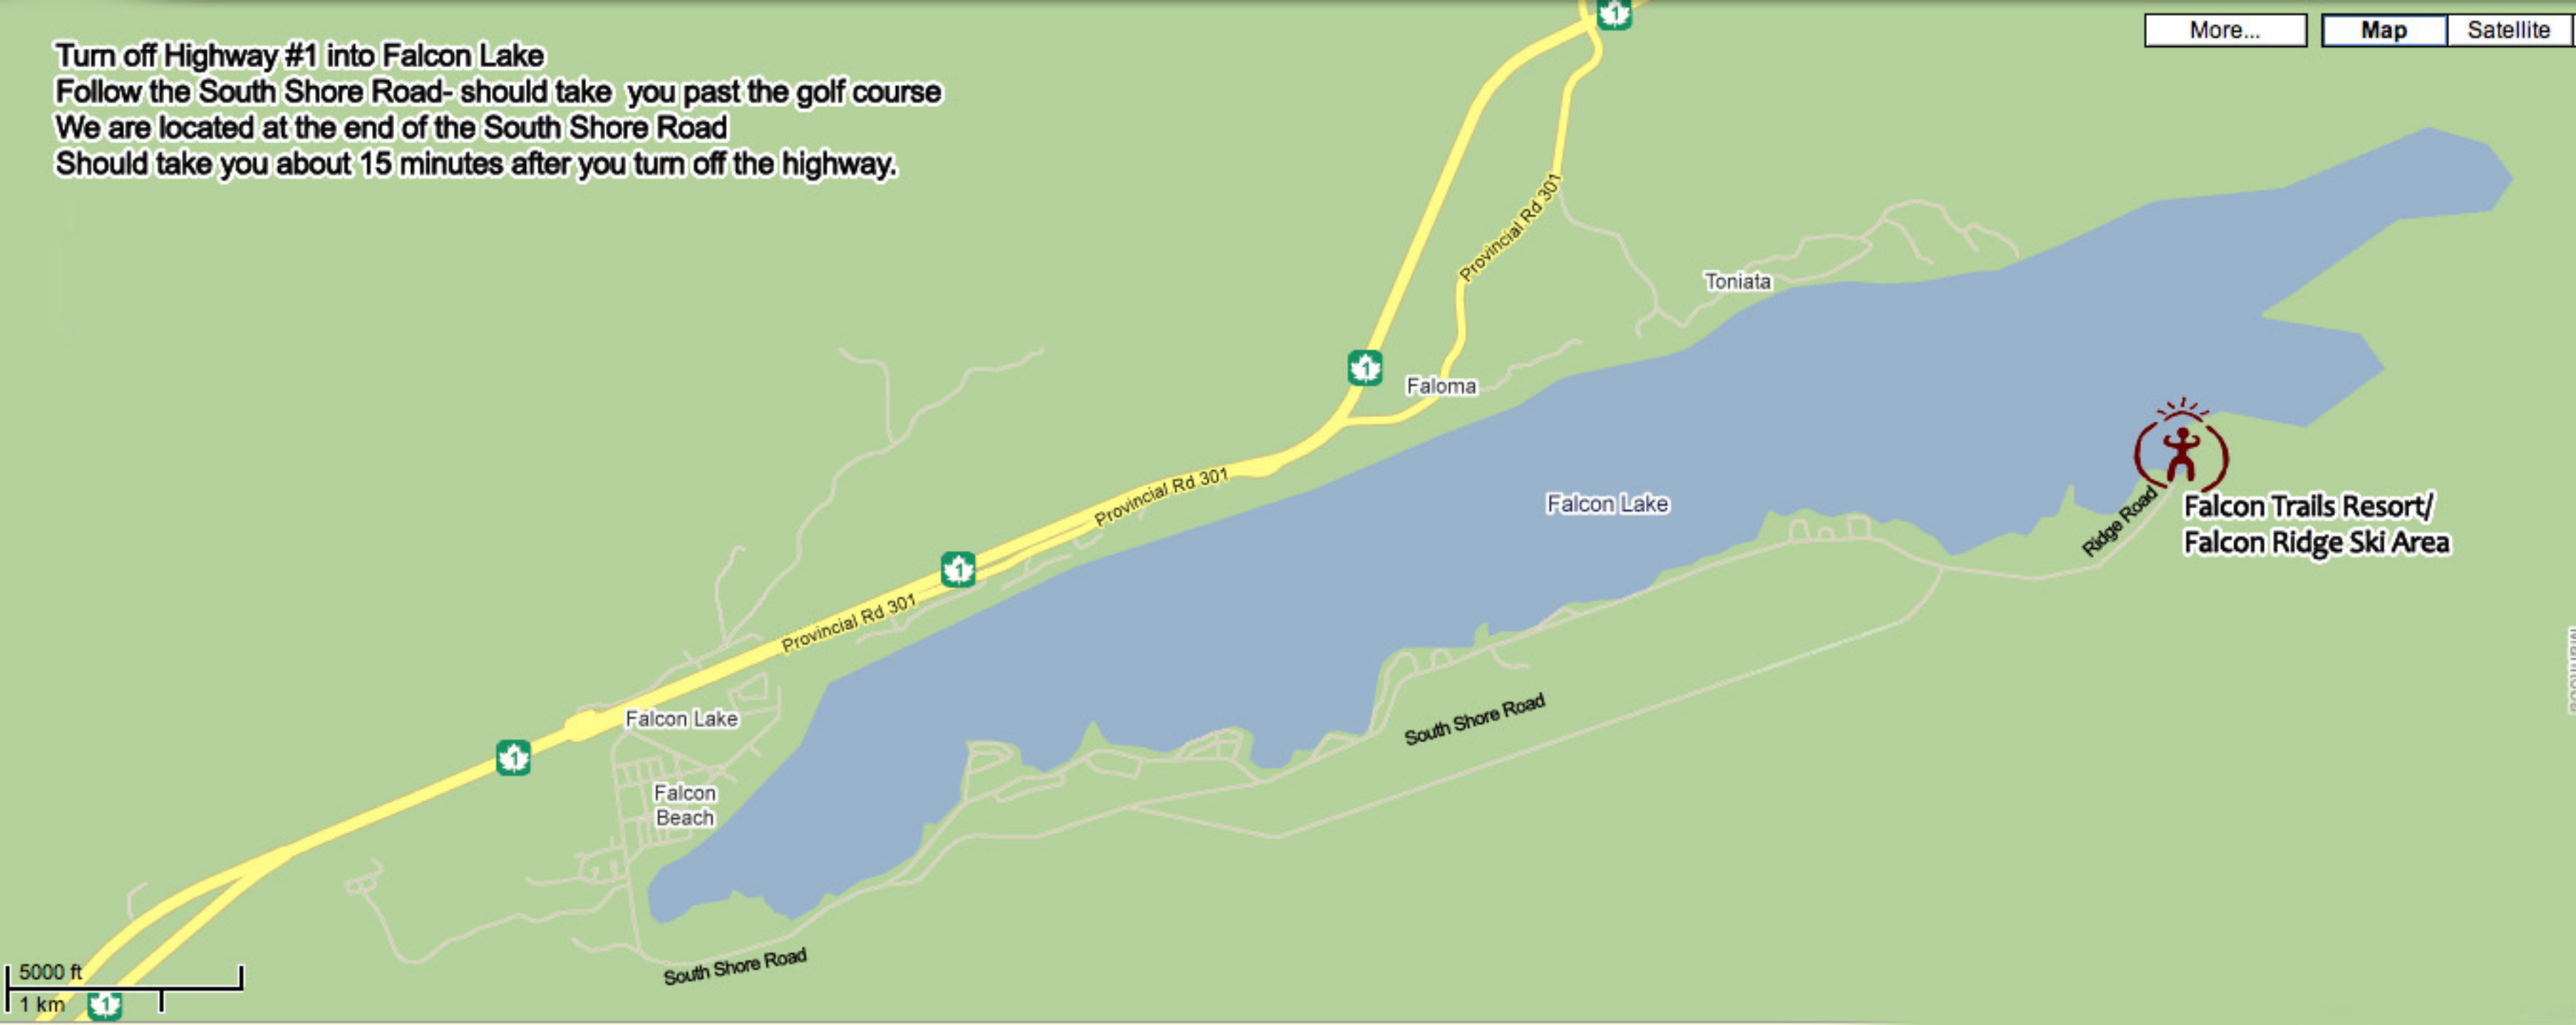 Turn off Highway #1 into Falcon Lake
Follow the South Shore Road- should take you past the golf course
We are located at the end of the South Shore Road
Should take you about 15 minutes after you turn off the highway.
More...
Map
Satellite
1
Provincial Rd 301
Toniata
1
Faloma
Provincial Rd 301
Falcon Lake
Ridge Road
Falcon Trails Resort/
Falcon Ridge Ski Area
1
Provincial Rd 301
Falcon Lake
1
South Shore Road
Falcon
Beach
South Shore Road
5000 ft
1 km
1